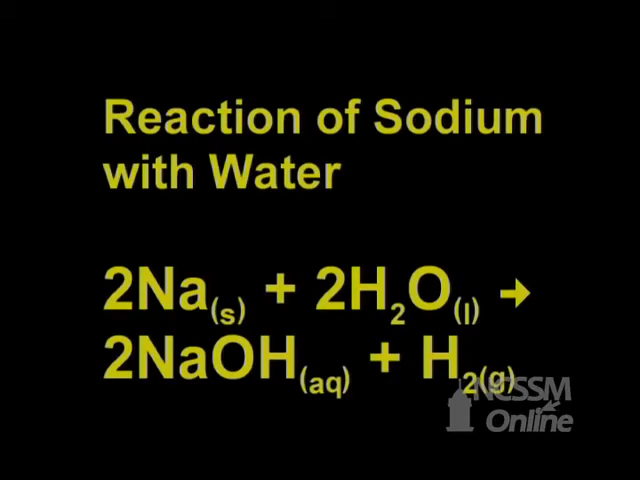 Reaction of Sodium
with Water
2Na(s) + 2H2O(l) →
2NaOH(aq) + H2(g)
NCSSM
Online